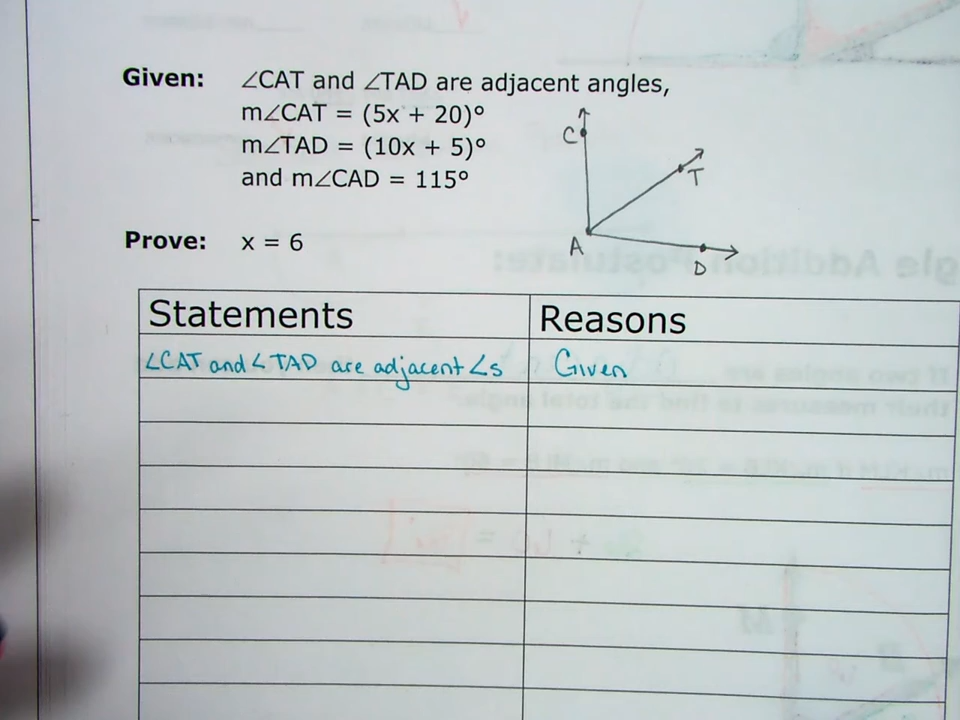 Given: ∠CAT and ∠TAD are adjacent angles,
m∠CAT = (5x + 20)°
m∠TAD = (10x + 5)°
and m∠CAD = 115°
C
T
A
D
Prove: x = 6
Statements Reasons
∠CAT and ∠TAD are adjacent ∠s Given